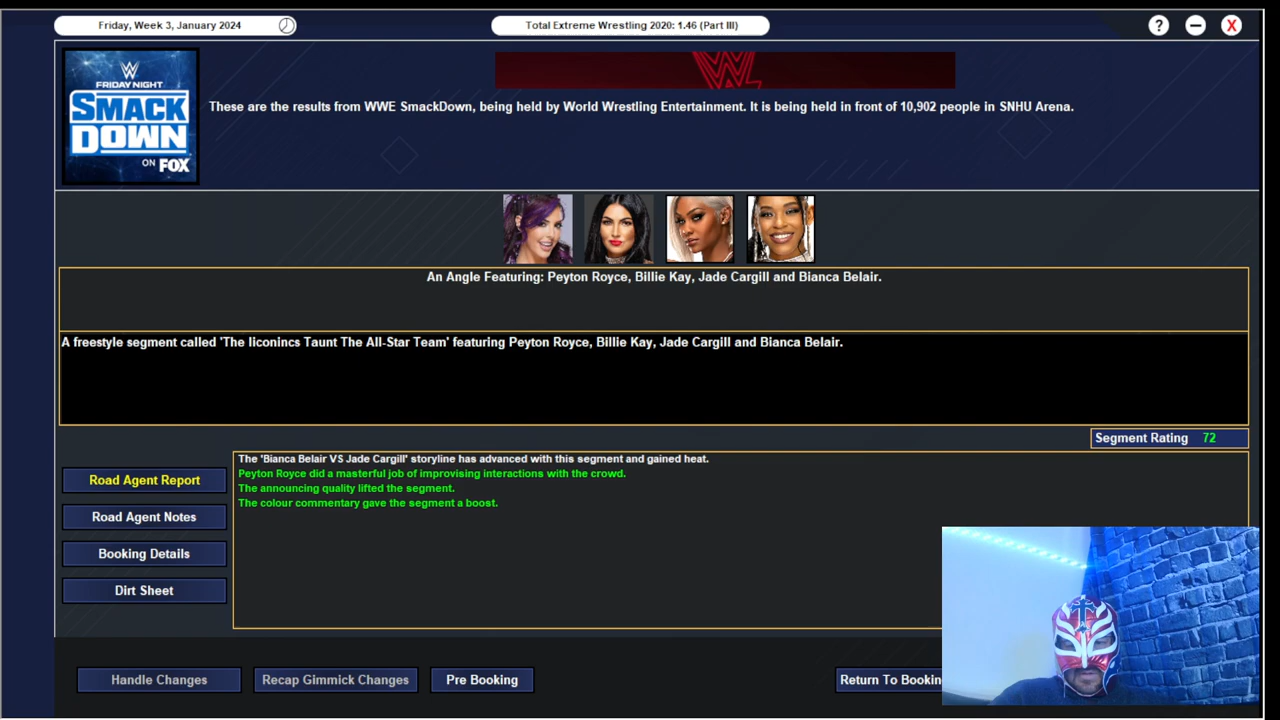 Friday, Week 3, January 2024
Total Extreme Wrestling 2020: 1.46 (Part III)
?
X
W
FRIDAY NIGHT
SMACK
DOWN
ON FOX
These are the results from WWE SmackDown, being held by World Wrestling Entertainment. It is being held in front of 10,902 people in SNHU Arena.
An Angle Featuring: Peyton Royce, Billie Kay, Jade Cargill and Bianca Belair.
A freestyle segment called 'The Iiconincs Taunt The All-Star Team' featuring Peyton Royce, Billie Kay, Jade Cargill and Bianca Belair.
Segment Rating 72
The 'Bianca Belair VS Jade Cargill' storyline has advanced with this segment and gained heat.
Peyton Royce did a masterful job of improvising interactions with the crowd.
The announcing quality lifted the segment.
The colour commentary gave the segment a boost.
Road Agent Report
Road Agent Notes
Booking Details
Dirt Sheet
Handle Changes
Recap Gimmick Changes
Pre Booking
Return To Bookin